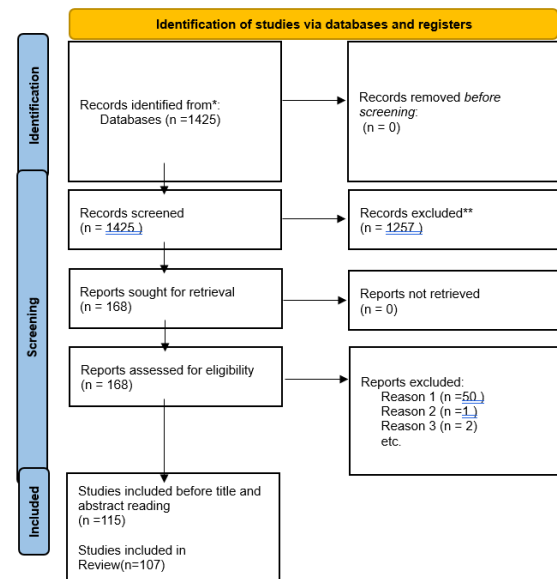 Identification of studies via databases and registers
Identification
Records identified from*:
Databases (n =1425)
Records removed before
screening:
(n = 0)
Screening
Records screened
(n = 1425 )
Records excluded**
(n = 1257 )
Reports sought for retrieval
(n = 168)
Reports not retrieved
(n = 0)
Reports assessed for eligibility
(n = 168)
Reports excluded:
Reason 1 (n =50 )
Reason 2 (n =1 )
Reason 3 (n = 2)
etc.
Included
Studies included before title and
abstract reading
(n =115)
Studies included in
Review(n=107)